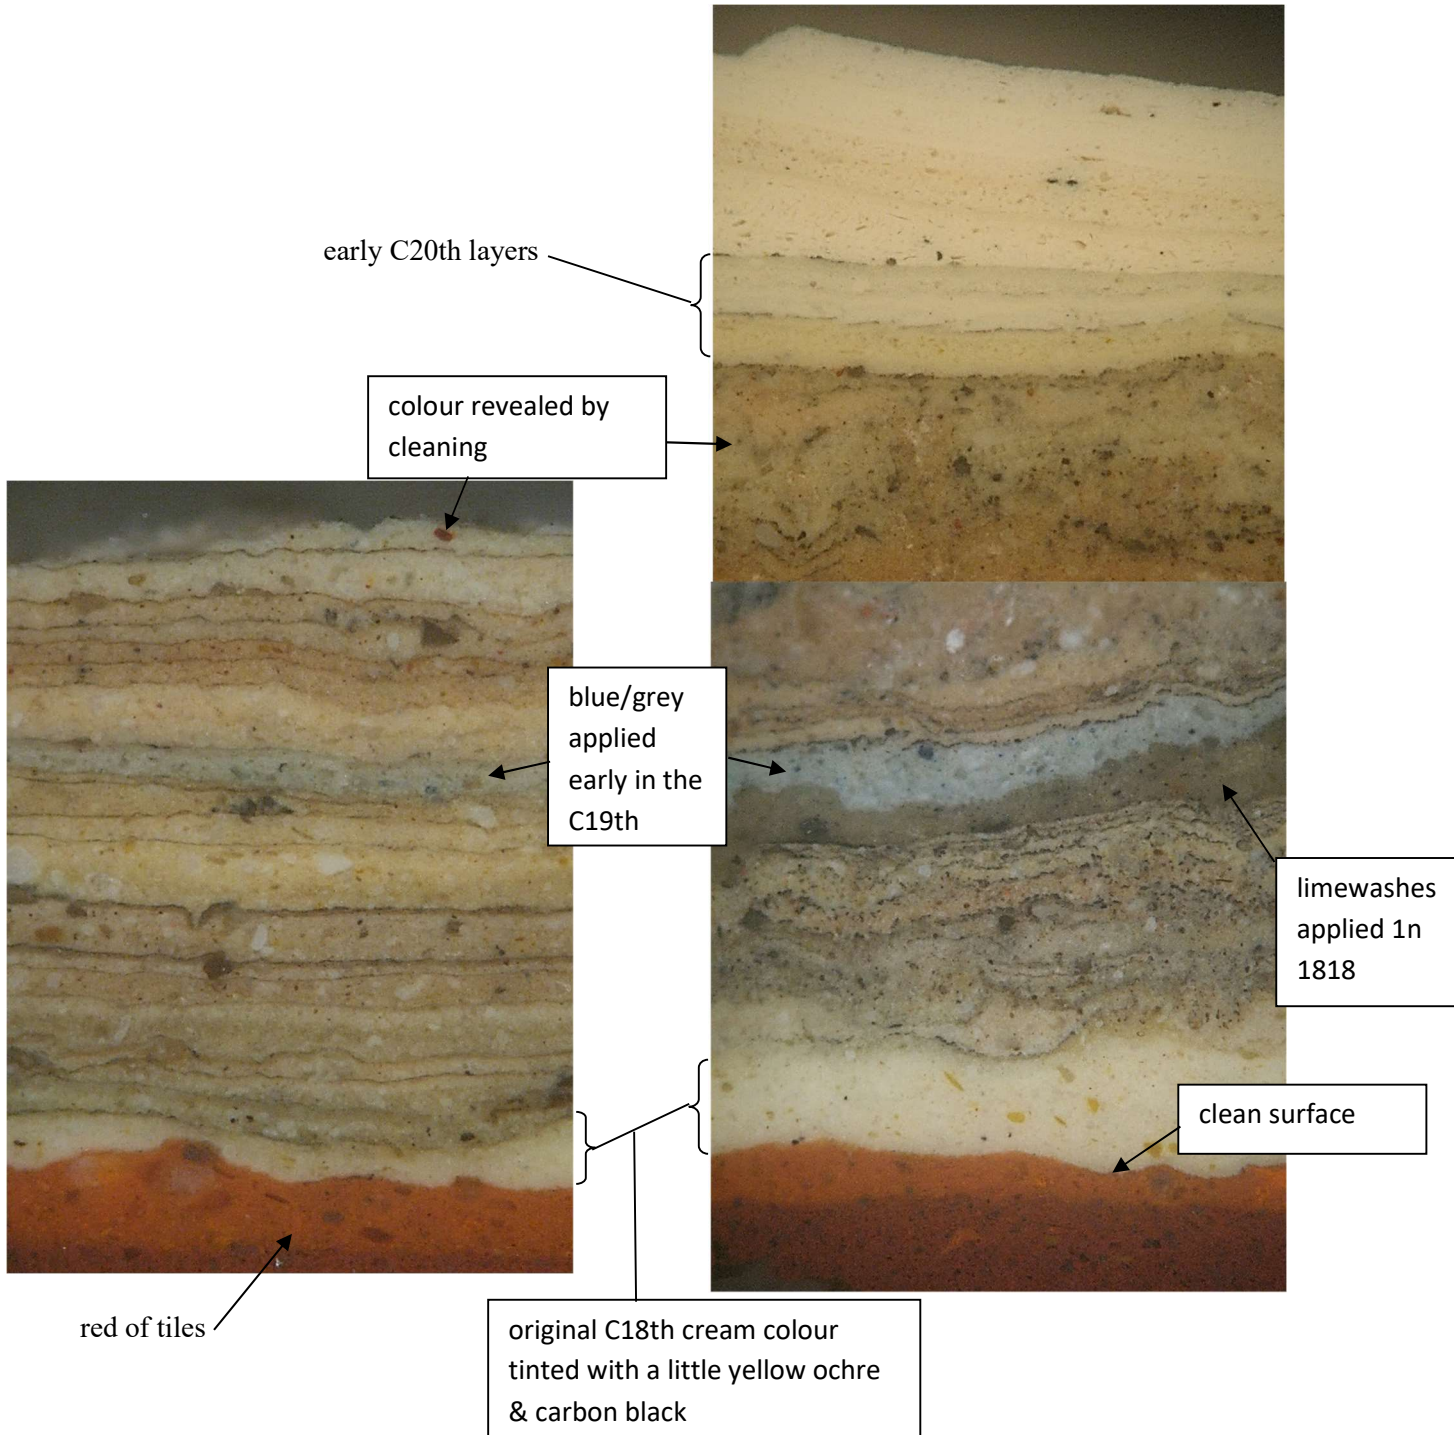 early C20th layers
colour revealed by
cleaning
blue/grey
applied
early in the
C19th
limewashes
applied 1n
1818
clean surface
red of tiles
original C18th cream colour
tinted with a little yellow ochre
& carbon black